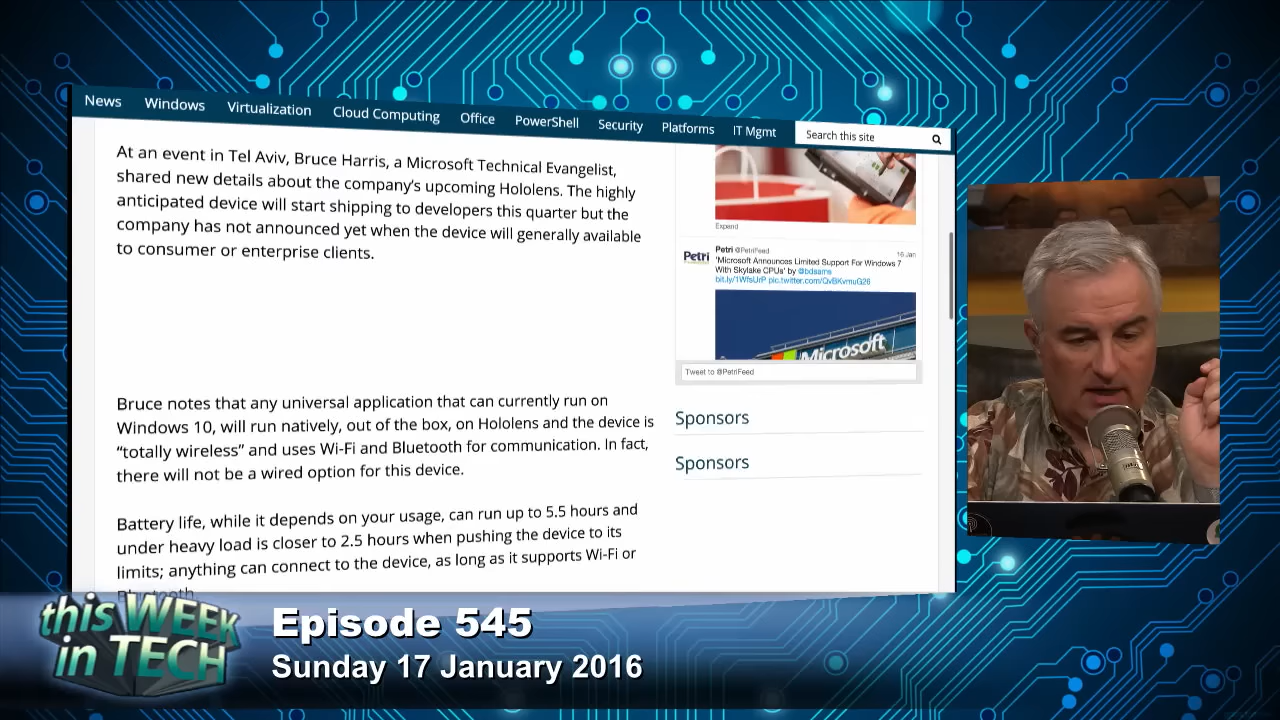 News Windows Virtualization Cloud Computing Office PowerShell Security Platforms IT Mgmt Search this site
At an event in Tel Aviv, Bruce Harris, a Microsoft Technical Evangelist,
shared new details about the company's upcoming Hololens. The highly
anticipated device will start shipping to developers this quarter but the
company has not announced yet when the device will generally available
to consumer or enterprise clients.
Bruce notes that any universal application that can currently run on
Windows 10, will run natively, out of the box, on Hololens and the device is
“totally wireless” and uses Wi-Fi and Bluetooth for communication. In fact,
there will not be a wired option for this device.
Battery life, while it depends on your usage, can run up to 5.5 hours and
under heavy load is closer to 2.5 hours when pushing the device to its
limits; anything can connect to the device, as long as it supports Wi-Fi or
Bluetooth.
Expand
Petri
Petri @PetriFeed 16 Jan
'Microsoft Announces Limited Support For Windows 7
With Skylake CPUs' by @bdsams
bit.ly/1WfsUrP pic.twitter.com/QvBKvmuG26
Microsoft
Tweet to @PetriFeed
Sponsors
Sponsors
this WEEK
in TECH
Episode 545
Sunday 17 January 2016